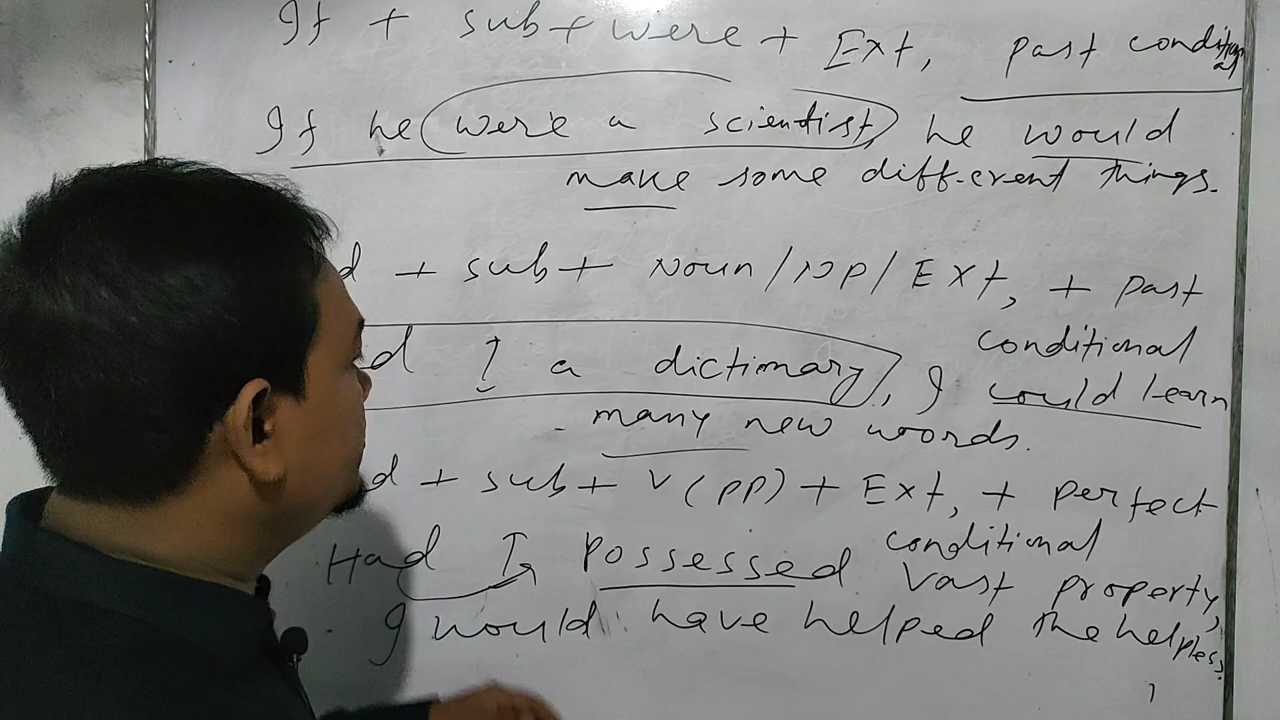 If + sub + were + Ext, past condition
al
If he were a scientist, he would
make some different things.
d + sub + Noun/NP/Ext, + past
conditional
d I a dictionary, I could learn
many new words.
d + sub + V(pp) + Ext, + perfect
conditional
Had I possessed vast property,
I would have helped the helpless.